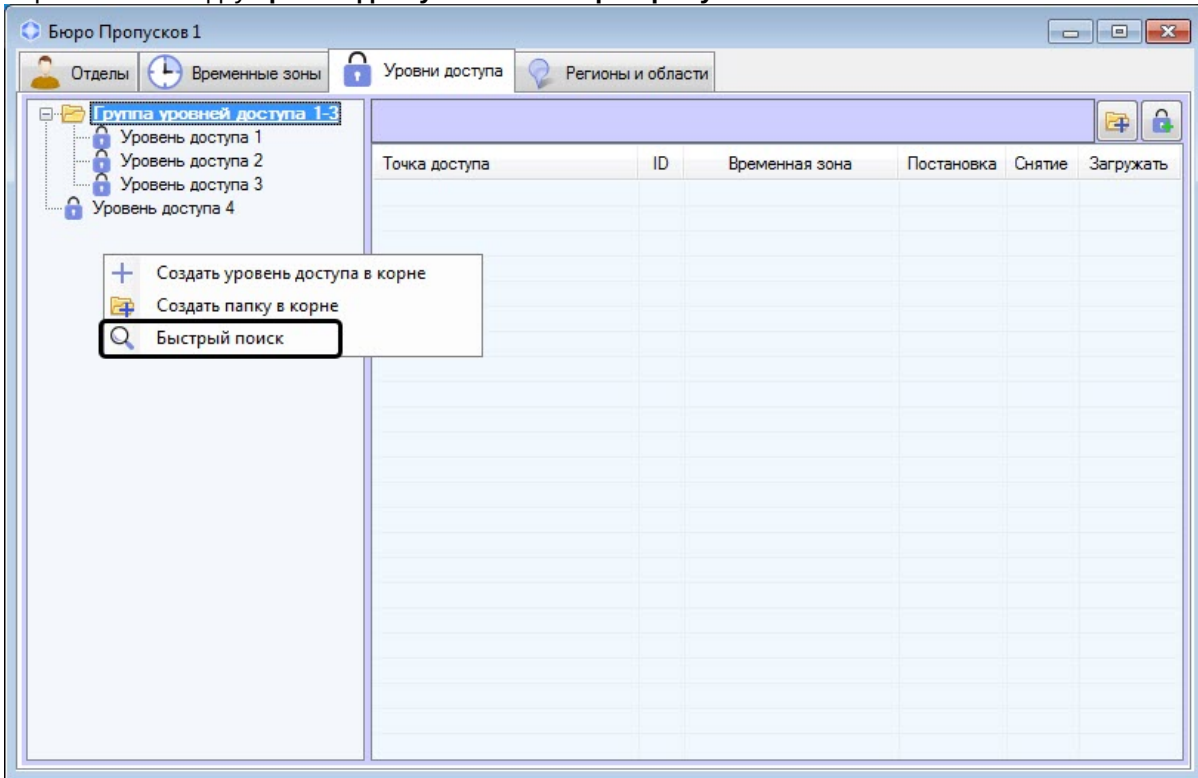 Бюро Пропусков 1
Отделы Временные зоны Уровни доступа Регионы и области
Группа уровней доступа 1-3
Уровень доступа 1
Уровень доступа 2
Уровень доступа 3
Уровень доступа 4
Точка доступа ID Временная зона Постановка Снятие Загружать
Создать уровень доступа в корне
Создать папку в корне
Быстрый поиск